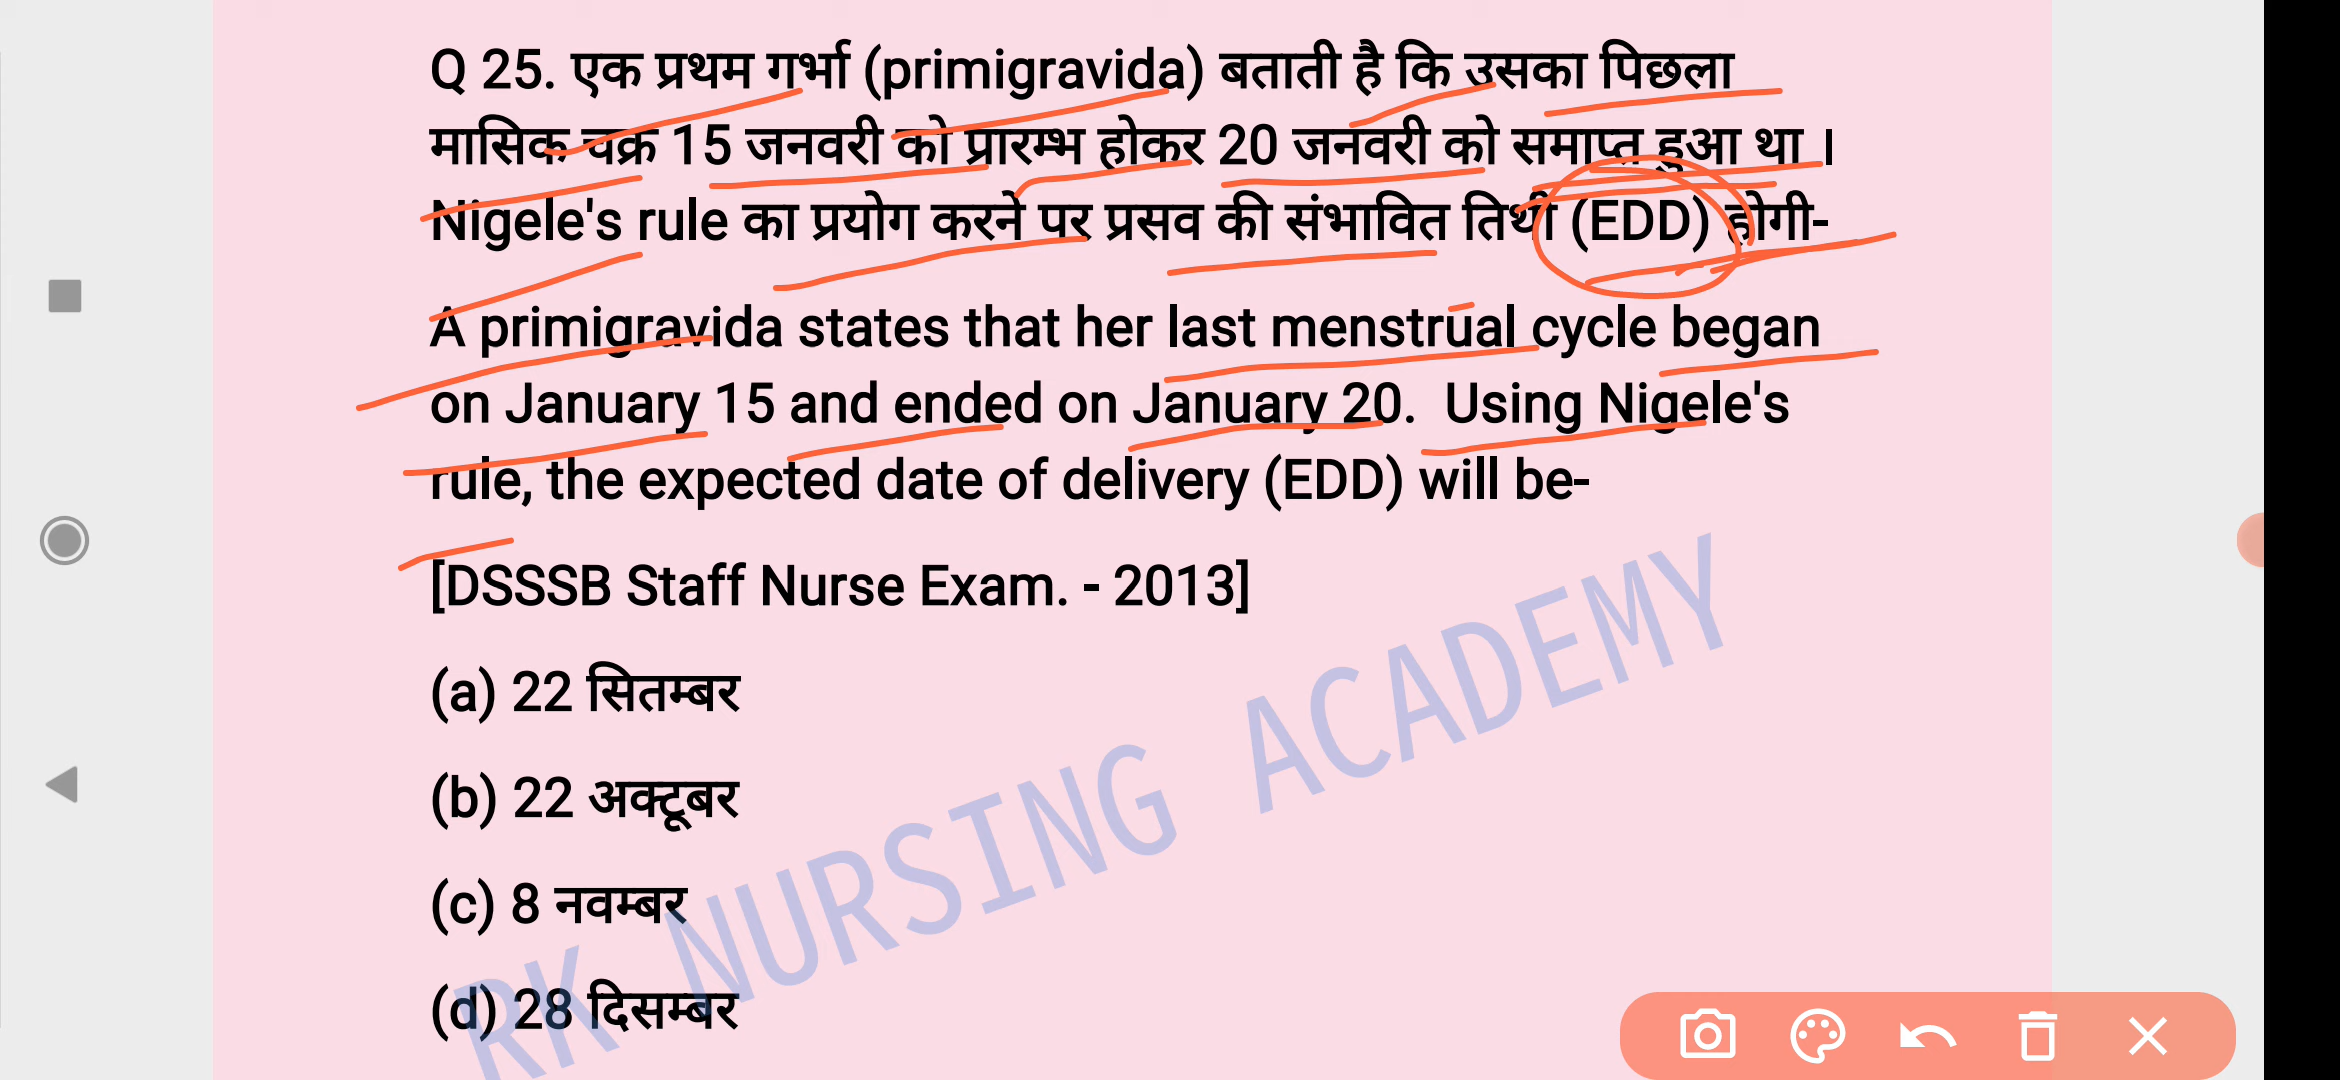 Q 25. एक प्रथम गर्भा (primigravida) बताती है कि उसका पिछला
मासिक चक्र 15 जनवरी को प्रारम्भ होकर 20 जनवरी को समाप्त हुआ था ।
Nigele's rule का प्रयोग करने पर प्रसव की संभावित तिथी (EDD) होगी-
A primigravida states that her last menstrual cycle began
on January 15 and ended on January 20. Using Nigele's
rule, the expected date of delivery (EDD) will be-
[DSSSB Staff Nurse Exam. - 2013]
(a) 22 सितम्बर
(b) 22 अक्टूबर
(c) 8 नवम्बर
(d) 28 दिसम्बर
RK NURSING ACADEMY